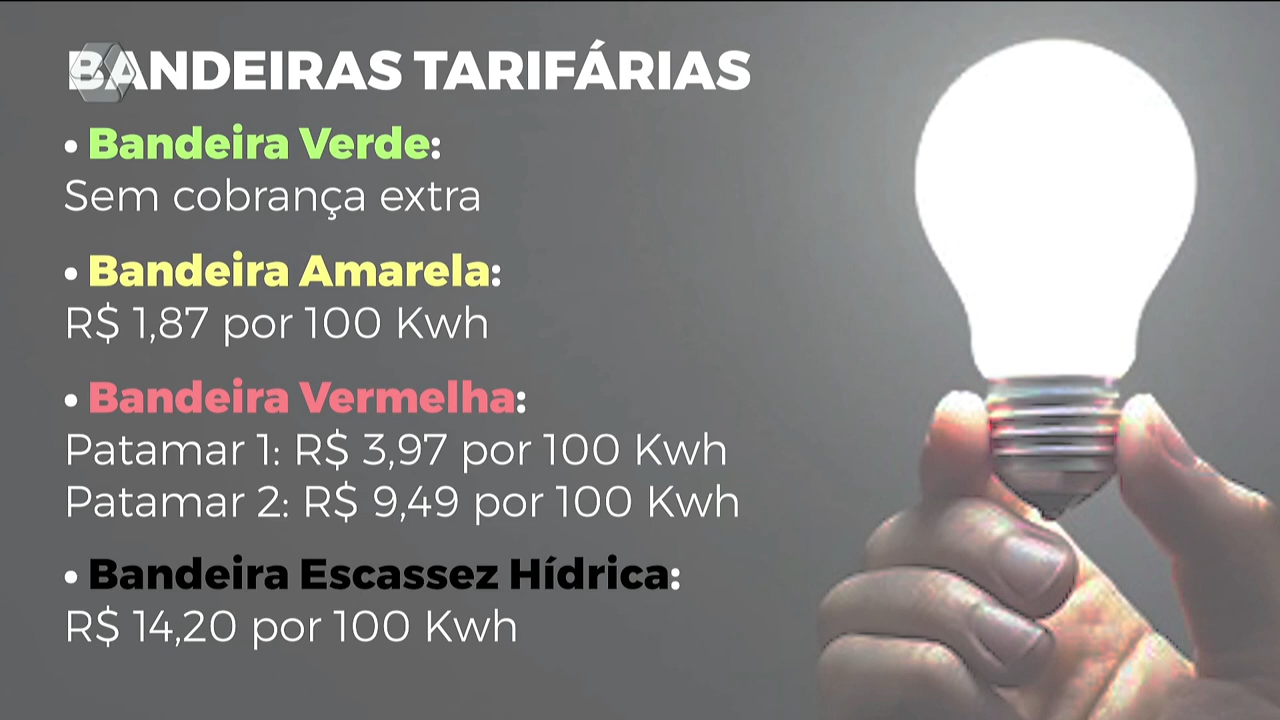 BANDEIRAS TARIFÁRIAS
• Bandeira Verde:
Sem cobrança extra
• Bandeira Amarela:
R$ 1,87 por 100 Kwh
• Bandeira Vermelha:
Patamar 1: R$ 3,97 por 100 Kwh
Patamar 2: R$ 9,49 por 100 Kwh
• Bandeira Escassez Hídrica:
R$ 14,20 por 100 Kwh